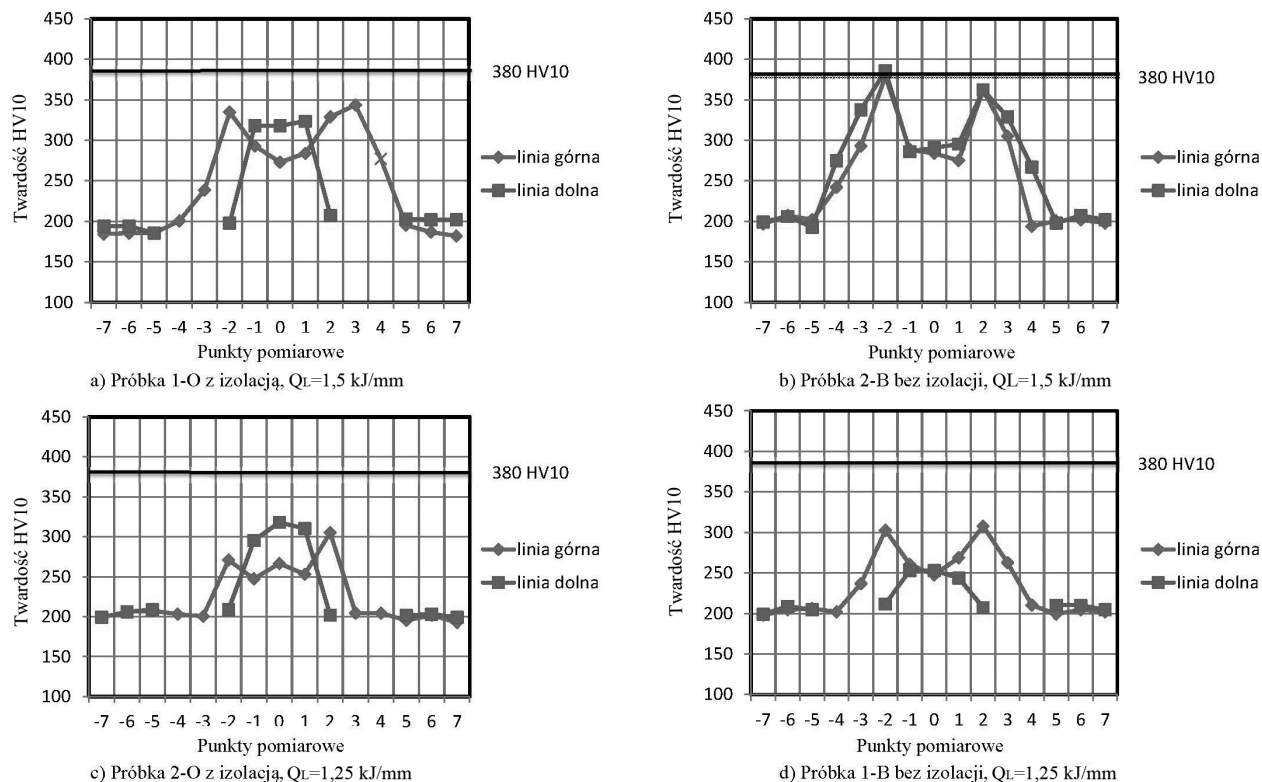 450
400
350
300
250
200
150
100
Twardość HV10
380 HV10
linia górna
linia dolna
-7 -6 -5 -4 -3 -2 -1 0 1 2 3 4 5 6 7
Punkty pomiarowe
a) Próbka 1-O z izolacją, QL=1,5 kJ/mm
450
400
350
300
250
200
150
100
Twardość HV10
380 HV10
linia górna
linia dolna
-7 -6 -5 -4 -3 -2 -1 0 1 2 3 4 5 6 7
Punkty pomiarowe
b) Próbka 2-B bez izolacji, QL=1,5 kJ/mm
450
400
350
300
250
200
150
100
Twardość HV10
380 HV10
linia górna
linia dolna
-7 -6 -5 -4 -3 -2 -1 0 1 2 3 4 5 6 7
Punkty pomiarowe
c) Próbka 2-O z izolacją, QL=1,25 kJ/mm
450
400
350
300
250
200
150
100
Twardość HV10
380 HV10
linia górna
linia dolna
-7 -6 -5 -4 -3 -2 -1 0 1 2 3 4 5 6 7
Punkty pomiarowe
d) Próbka 1-B bez izolacji, QL=1,25 kJ/mm